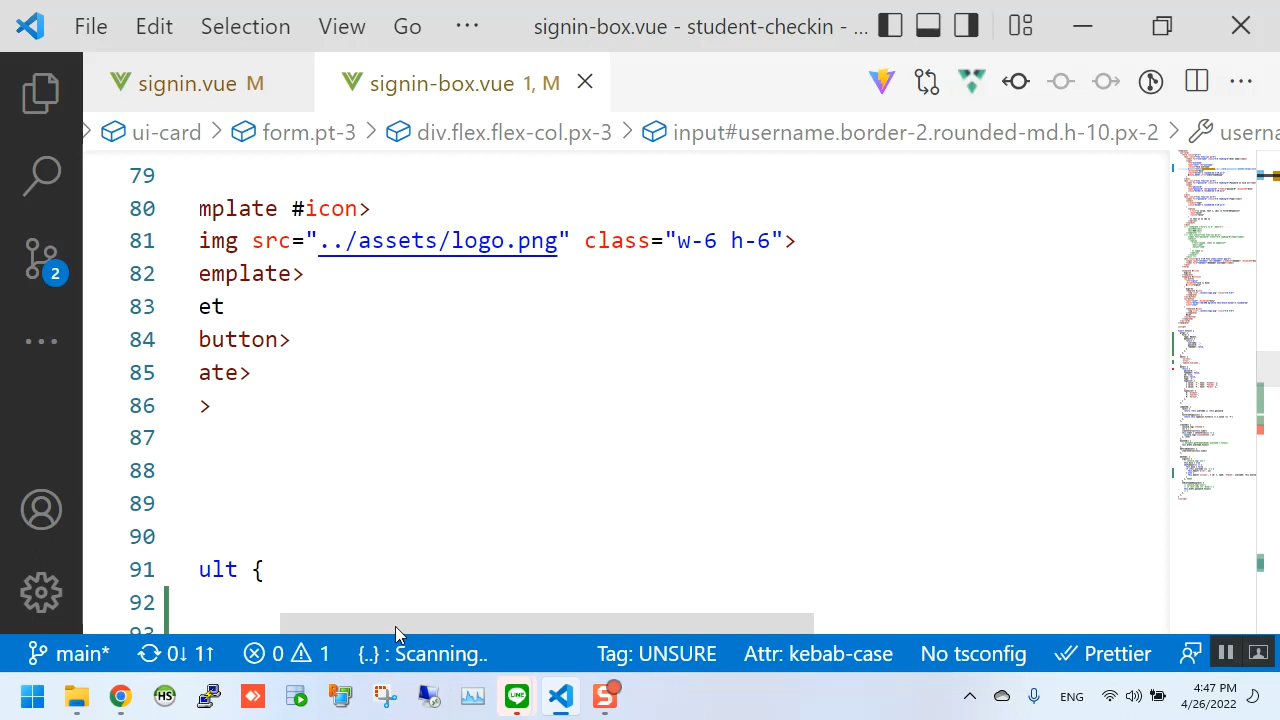 File Edit Selection View Go ··· signin-box.vue - student-checkin - ...
signin.vue M signin-box.vue 1, M
ui-card > form.pt-3 > div.flex.flex-col.px-3 > input#username.border-2.rounded-md.h-10.px-2 > userna
79
80 mplate #icon>
81 img src="../assets/logo.png" class="w-6 h-6">
82 emplate>
83 et
84 button>
85 ate>
86 >
87
88
89
90
91 ult {
92
93
2
main* 0↓ 1↑ 0 1 {..} : Scanning.. Tag: UNSURE Attr: kebab-case No tsconfig Prettier
HS LINE S ENG 4:47 PM
4/26/2022